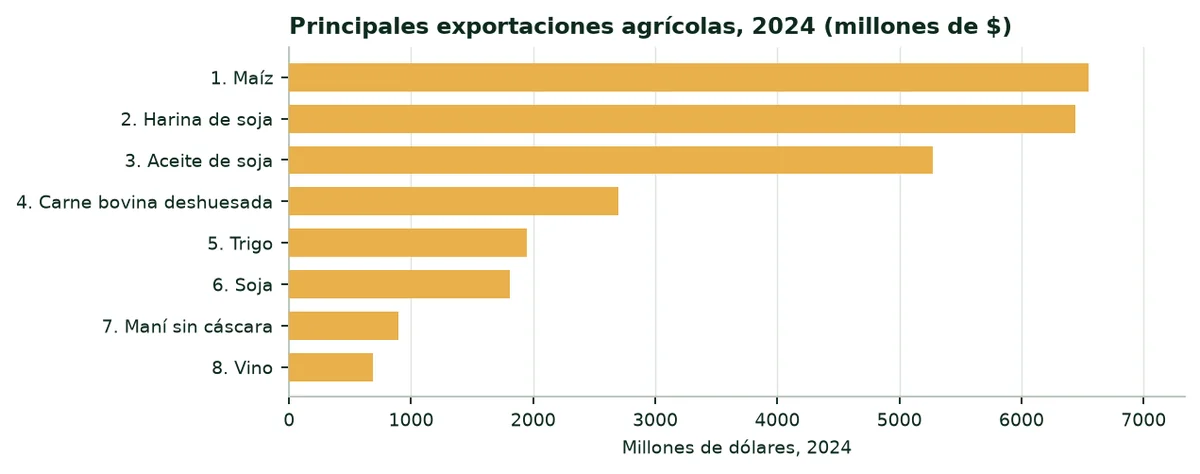 Principales exportaciones agrícolas, 2024 (millones de $)
1. Maíz
2. Harina de soja
3. Aceite de soja
4. Carne bovina deshuesada
5. Trigo
6. Soja
7. Maní sin cáscara
8. Vino
0 1000 2000 3000 4000 5000 6000 7000
Millones de dólares, 2024